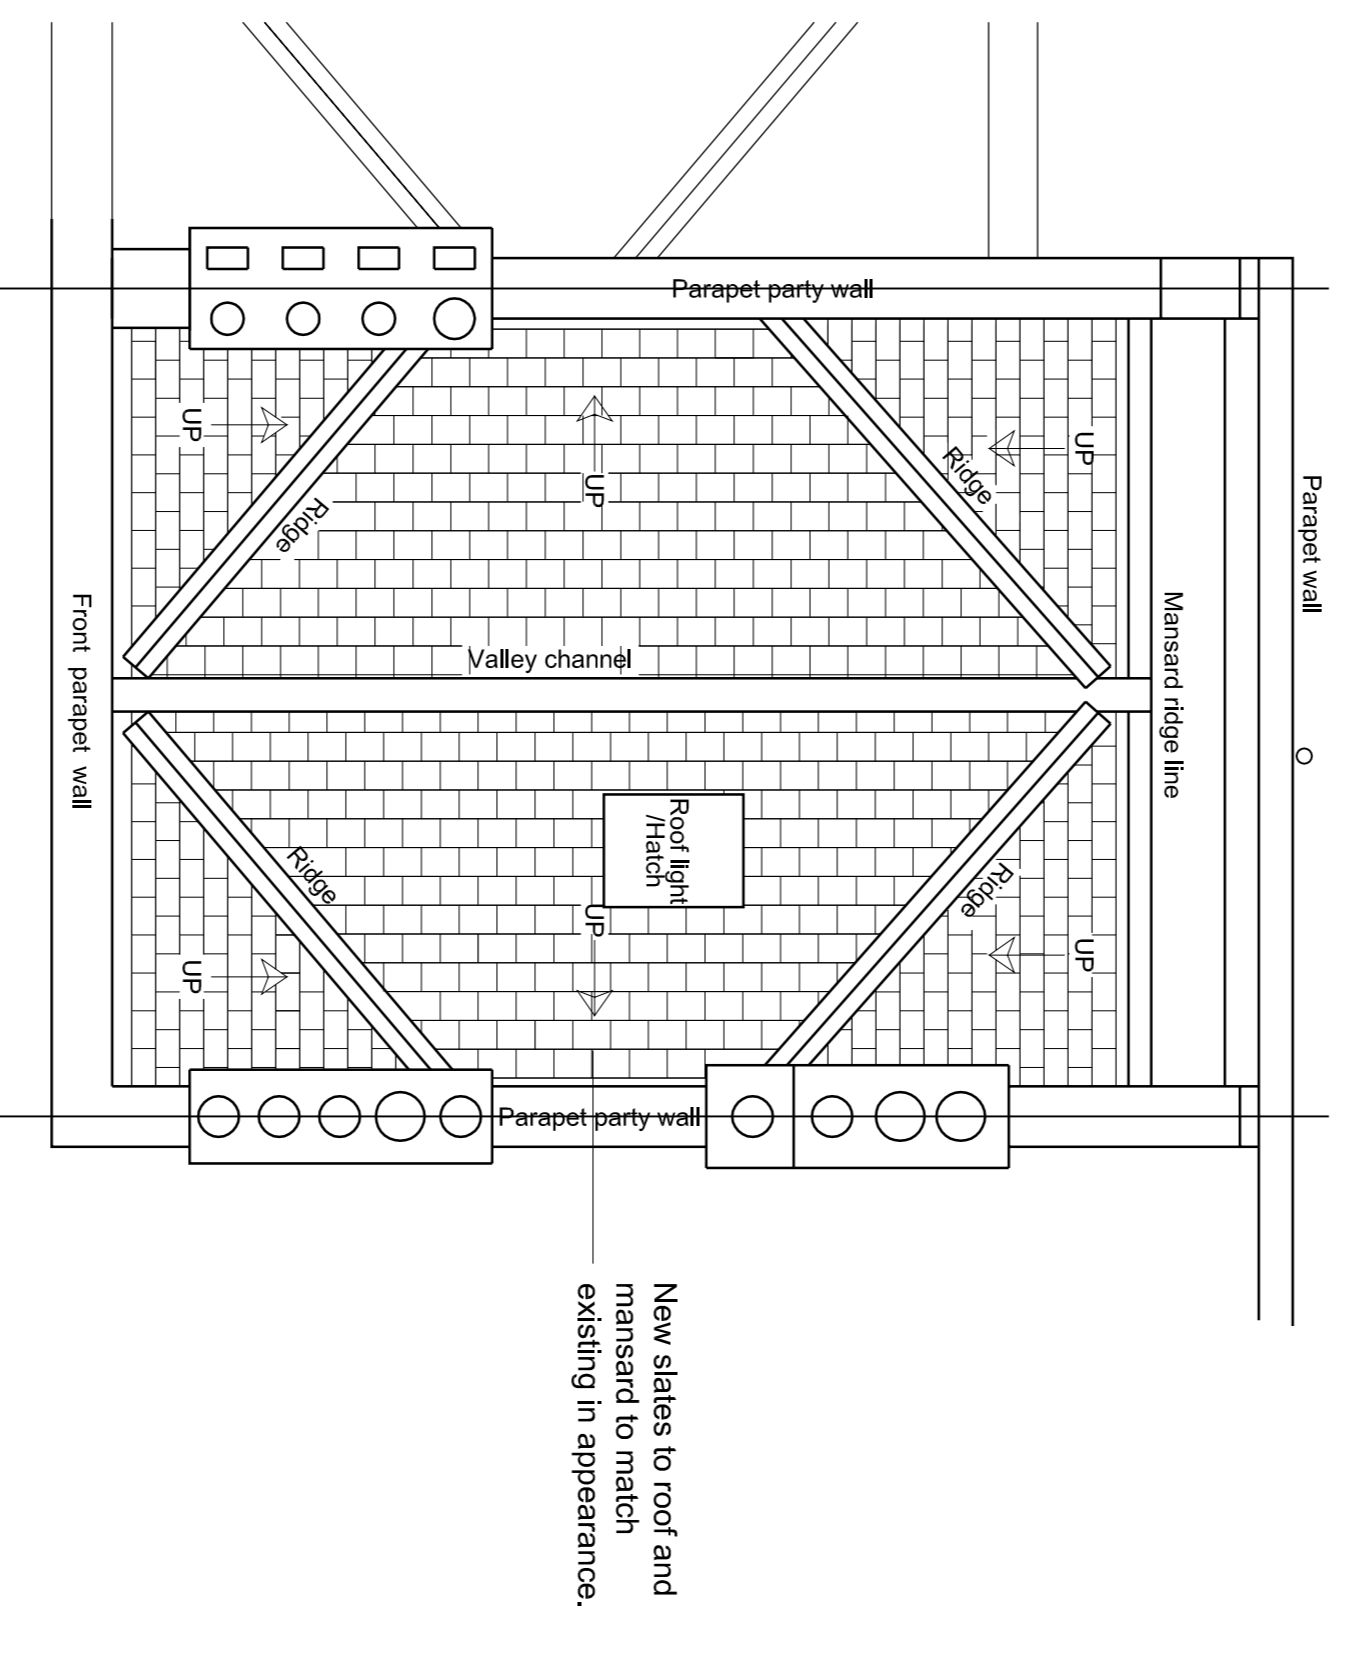 Parapet party wall
UP
UP
UP
Ridge
Ridge
Parapet wall
Front parapet wall
Valley channel
Mansard ridge line
Roof light
/Hatch
Ridge
Ridge
UP
UP
UP
Parapet party wall
New slates to roof and
mansard to match
existing in appearance.